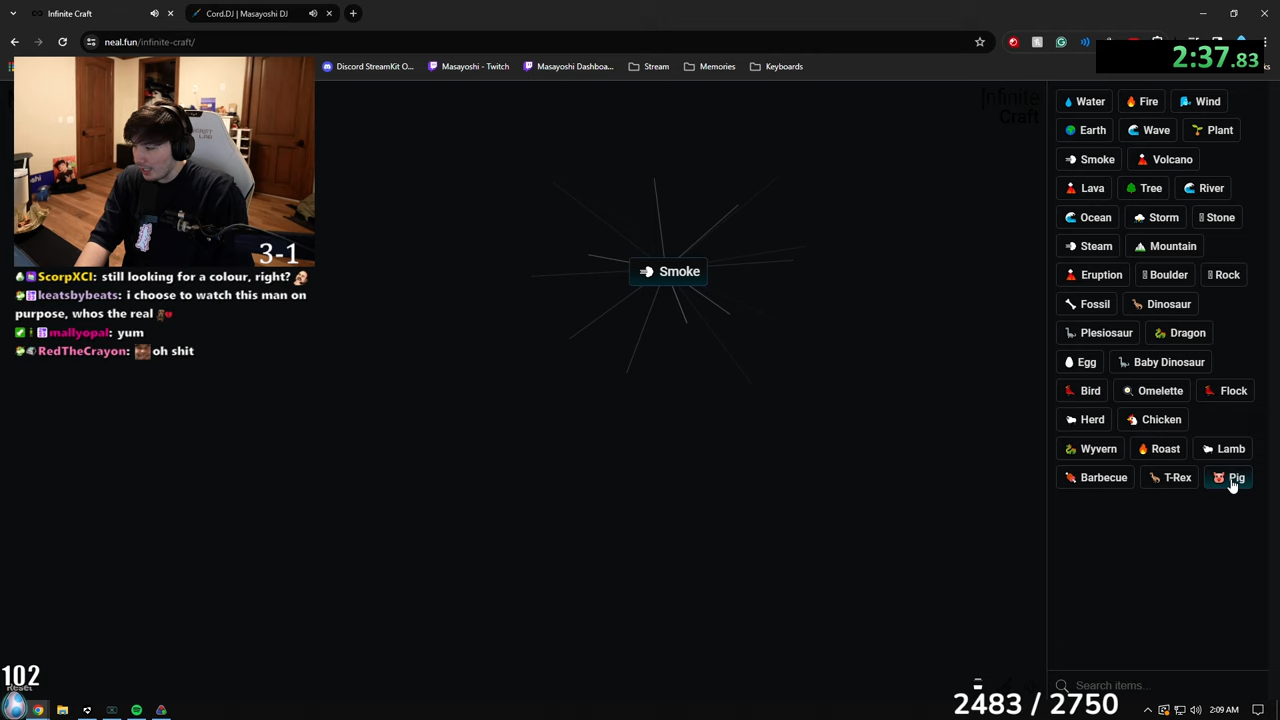 Infinite Craft
Cord.DJ | Masayoshi DJ
neal.fun/infinite-craft/
2:37.83
Discord StreamKit O...
Masayoshi - Twitch
Masayoshi Dashboa...
Stream
Memories
Keyboards
Infinite
Craft
Water
Fire
Wind
Earth
Wave
Plant
Smoke
Volcano
Lava
Tree
River
Ocean
Storm
Stone
Steam
Mountain
Eruption
Boulder
Rock
Fossil
Dinosaur
Plesiosaur
Dragon
Egg
Baby Dinosaur
Bird
Omelette
Flock
Herd
Chicken
Wyvern
Roast
Lamb
Barbecue
T-Rex
Pig
Smoke
3-1
ScorpXCI: still looking for a colour, right?
keatsbybeats: i choose to watch this man on
purpose, whos the real
mallyopal: yum
RedTheCrayon: oh shit
102
Reset
Search items...
2483 / 2750
2:09 AM